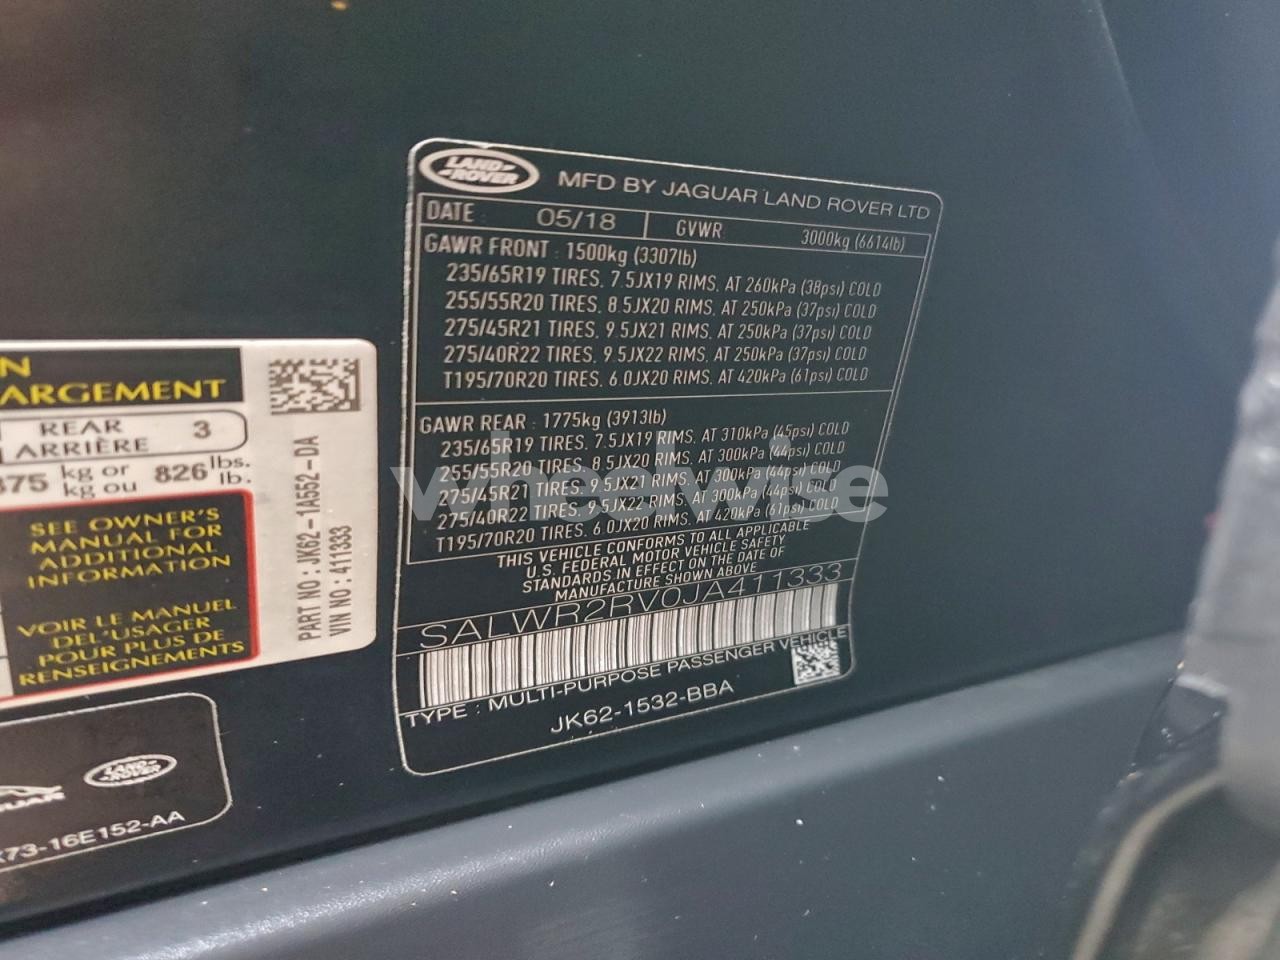 LAND ROVER
MFD BY JAGUAR LAND ROVER LTD
DATE : 05/18 GVWR 3000kg (6614lb)
GAWR FRONT : 1500kg (3307lb)
235/65R19 TIRES, 7.5JX19 RIMS, AT 260kPa (38psi) COLD
255/55R20 TIRES, 8.5JX20 RIMS, AT 250kPa (37psi) COLD
275/45R21 TIRES, 9.5JX21 RIMS, AT 250kPa (37psi) COLD
275/40R22 TIRES, 9.5JX22 RIMS, AT 250kPa (37psi) COLD
T195/70R20 TIRES, 6.0JX20 RIMS, AT 420kPa (61psi) COLD
GAWR REAR : 1775kg (3913lb)
235/65R19 TIRES, 7.5JX19 RIMS, AT 310kPa (45psi) COLD
255/55R20 TIRES, 8.5JX20 RIMS, AT 300kPa (44psi) COLD
275/45R21 TIRES, 9.5JX21 RIMS, AT 300kPa (44psi) COLD
275/40R22 TIRES, 9.5JX22 RIMS, AT 300kPa (44psi) COLD
T195/70R20 TIRES, 6.0JX20 RIMS, AT 420kPa (61psi) COLD
THIS VEHICLE CONFORMS TO ALL APPLICABLE
U.S. FEDERAL MOTOR VEHICLE SAFETY
STANDARDS IN EFFECT ON THE DATE OF
MANUFACTURE SHOWN ABOVE
SALWR2RV0JA411333
TYPE : MULTI-PURPOSE PASSENGER VEHICLE
JK62-1532-BBA
wheelwise
N
ARGEMENT
REAR 3
ARRIÈRE
375 kg or 826 lbs.
kg ou lb.
SEE OWNER'S
MANUAL FOR
ADDITIONAL
INFORMATION
VOIR LE MANUEL
DEL'USAGER
POUR PLUS DE
RENSEIGNEMENTS
PART NO : JK62-1A552-DA
VIN NO : 411333
LAND ROVER
GUAR
X73-16E152-AA